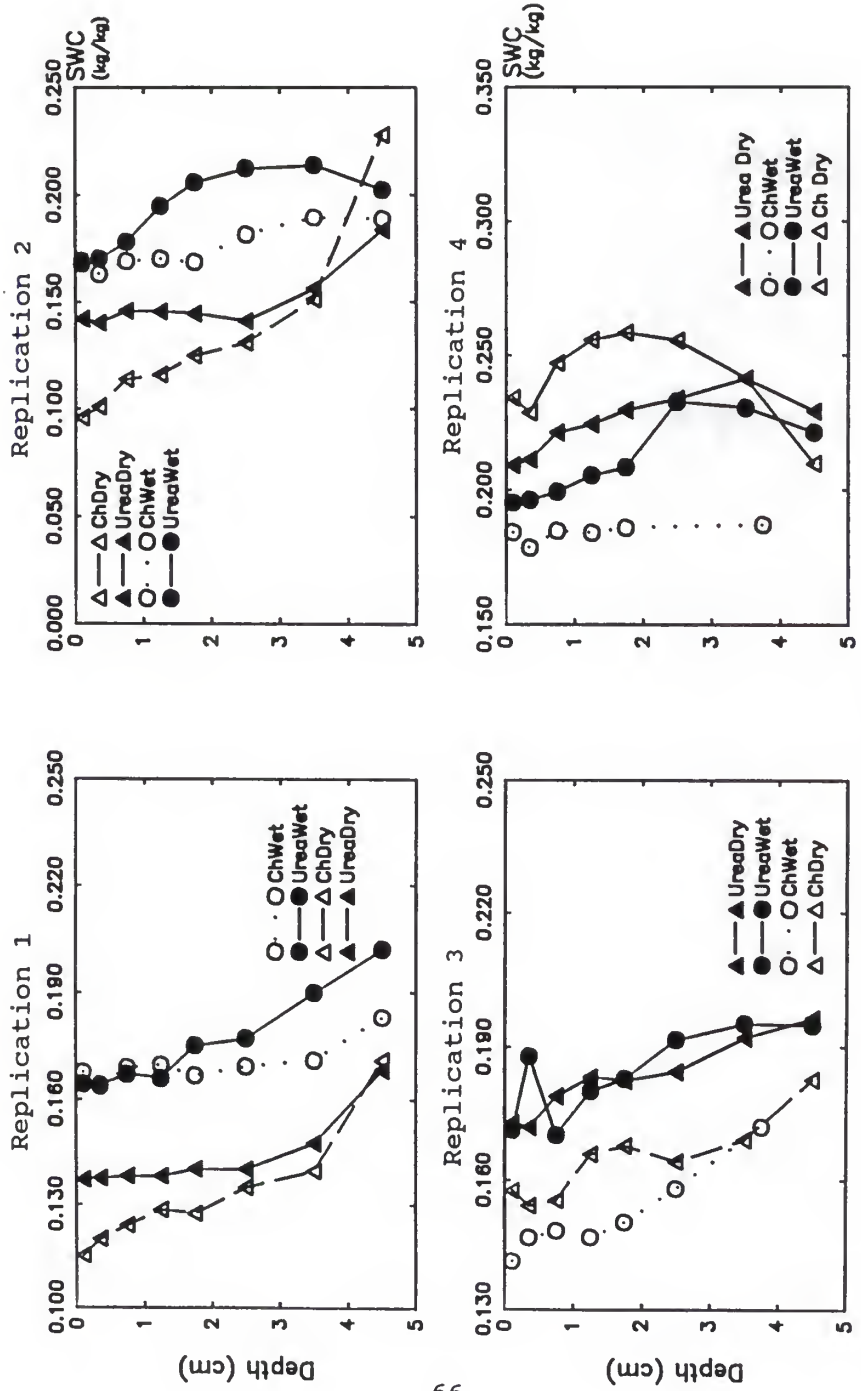 Replication 1
0.100 0.130 0.160 0.190 0.220 0.250
0
1
2
3
4
5
Depth (cm)
ChWet
UreaWet
ChDry
UreaDry
Replication 2
0.000 0.050 0.100 0.150 0.200 0.250
SWC
(kg/kg)
0
1
2
3
4
5
ChDry
UreaDry
ChWet
UreaWet
Replication 3
0.130 0.160 0.190 0.220 0.250
0
1
2
3
4
5
Depth (cm)
UreaDry
UreaWet
ChWet
ChDry
Replication 4
0.150 0.200 0.250 0.300 0.350
SWC
(kg/kg)
0
1
2
3
4
5
Urea Dry
ChWet
UreaWet
Ch Dry